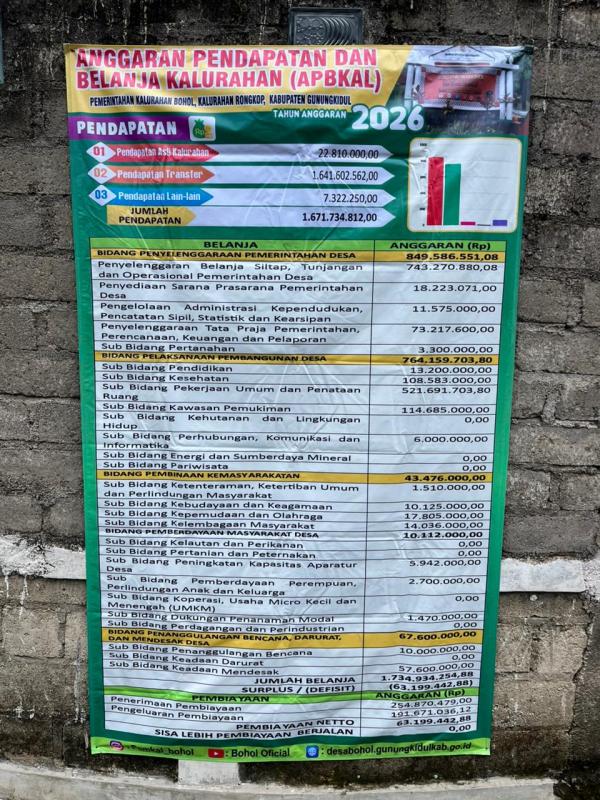 ANGGARAN PENDAPATAN DAN
BELANJA KALURAHAN (APBKAL)
PEMERINTAHAN KALURAHAN BOHOL, KALURAHAN RONGKOP, KABUPATEN GUNUNGKIDUL
TAHUN ANGGARAN 2026
PENDAPATAN Rp
01 Pendapatan Asli Kalurahan 22.810.000,00
02 Pendapatan Transfer 1.641.602.562,00
03 Pendapatan Lain-lain 7.322.250,00
JUMLAH
PENDAPATAN 1.671.734.812,00
BELANJA ANGGARAN (Rp)
BIDANG PENYELENGGARAAN PEMERINTAHAN DESA 849.586.551,08
Penyelenggaran Belanja Siltap, Tunjangan 743.270.880,08
dan Operasional Pemerintahan Desa
Penyediaan Sarana Prasarana Pemerintahan 18.223.071,00
Desa
Pengelolaan Administrasi Kependudukan, 11.575.000,00
Pencatatan Sipil, Statistik dan Kearsipan
Penyelenggaraan Tata Praja Pemerintahan, 73.217.600,00
Perencanaan, Keuangan dan Pelaporan
Sub Bidang Pertanahan 3.300.000,00
BIDANG PELAKSANAAN PEMBANGUNAN DESA 764.159.703,80
Sub Bidang Pendidikan 13.200.000,00
Sub Bidang Kesehatan 108.583.000,00
Sub Bidang Pekerjaan Umum dan Penataan 521.691.703,80
Ruang
Sub Bidang Kawasan Pemukiman 114.685.000,00
Sub Bidang Kehutanan dan Lingkungan 0,00
Hidup
Sub Bidang Perhubungan, Komunikasi dan 6.000.000,00
Informatika
Sub Bidang Energi dan Sumberdaya Mineral 0,00
Sub Bidang Pariwisata 0,00
BIDANG PEMBINAAN KEMASYARAKATAN 43.476.000,00
Sub Bidang Ketenteraman, Ketertiban Umum 1.510.000,00
dan Perlindungan Masyarakat
Sub Bidang Kebudayaan dan Keagamaan 10.125.000,00
Sub Bidang Kepemudaan dan Olahraga 17.805.000,00
Sub Bidang Kelembagaan Masyarakat 14.036.000,00
BIDANG PEMBERDAYAAN MASYARAKAT DESA 10.112.000,00
Sub Bidang Kelautan dan Perikanan 0,00
Sub Bidang Pertanian dan Peternakan 0,00
Sub Bidang Peningkatan Kapasitas Aparatur 5.942.000,00
Desa
Sub Bidang Pemberdayaan Perempuan, 2.700.000,00
Perlindungan Anak dan Keluarga
Sub Bidang Koperasi, Usaha Micro Kecil dan 0,00
Menengah (UMKM)
Sub Bidang Dukungan Penanaman Modal 1.470.000,00
Sub Bidang Perdagangan dan Perindustrian 0,00
BIDANG PENANGGULANGAN BENCANA, DARURAT, 67.600.000,00
DAN MENDESAK DESA
Sub Bidang Penanggulangan Bencana 10.000.000,00
Sub Bidang Keadaan Darurat 0,00
Sub Bidang Keadaan Mendesak 57.600.000,00
JUMLAH BELANJA 1.734.934.254,88
SURPLUS / (DEFISIT) (63.199.442,88)
PEMBIAYAAN ANGGARAN (Rp)
Penerimaan Pembiayaan 254.870.479,00
Pengeluaran Pembiayaan 191.671.036,12
PEMBIAYAAN NETTO 63.199.442,88
SISA LEBIH PEMBIAYAAN BERJALAN 0,00
: Pemkal_bohol : Bohol Oficial : desabohol.gunungkidulkab.go.id